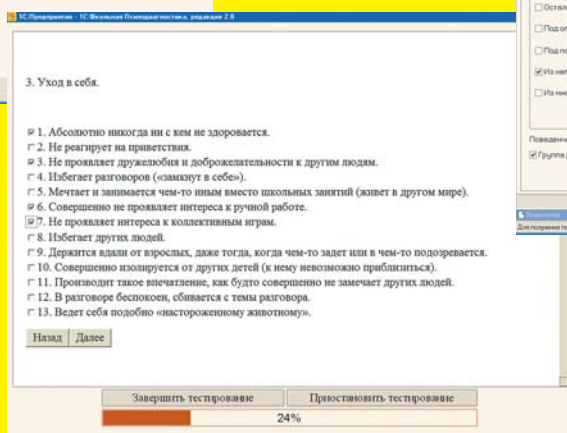 1С:Предприятие - 1С:Школьная Психодиагностика, редакция 2.0
3. Уход в себя.
1. Абсолютно никогда ни с кем не здоровается.
2. Не реагирует на приветствия.
3. Не проявляет дружелюбия и доброжелательности к другим людям.
4. Избегает разговоров («замкнут в себе»).
5. Мечтает и занимается чем-то иным вместо школьных занятий (живет в другом мире).
6. Совершенно не проявляет интереса к ручной работе.
7. Не проявляет интереса к коллективным играм.
8. Избегает других людей.
9. Держится вдали от взрослых, даже тогда, когда чем-то задет или в чем-то подозревается.
10. Совершенно изолируется от других детей (к нему невозможно приблизиться).
11. Производит такое впечатление, как будто совершенно не замечает других людей.
12. В разговоре беспокоен, сбивается с темы разговора.
13. Ведет себя подобно «настороженному животному».
Назад Далее
Завершить тестирование Приостановить тестирование
24%
Под
Под
Из
Из
Группа
Для